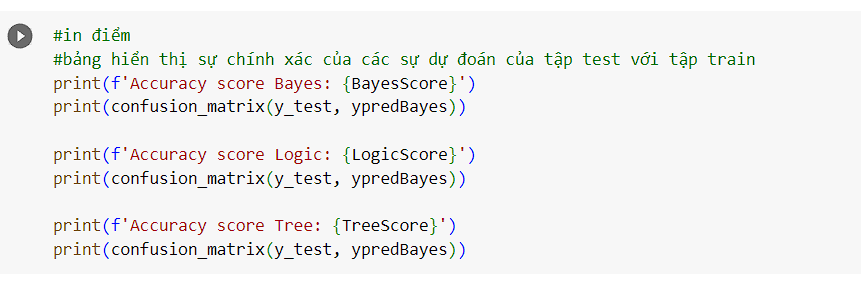 #in điểm
#bảng hiển thị sự chính xác của các sự dự đoán của tập test với tập train
print(f'Accuracy score Bayes: {BayesScore}')
print(confusion_matrix(y_test, ypredBayes))
print(f'Accuracy score Logic: {LogicScore}')
print(confusion_matrix(y_test, ypredBayes))
print(f'Accuracy score Tree: {TreeScore}')
print(confusion_matrix(y_test, ypredBayes))